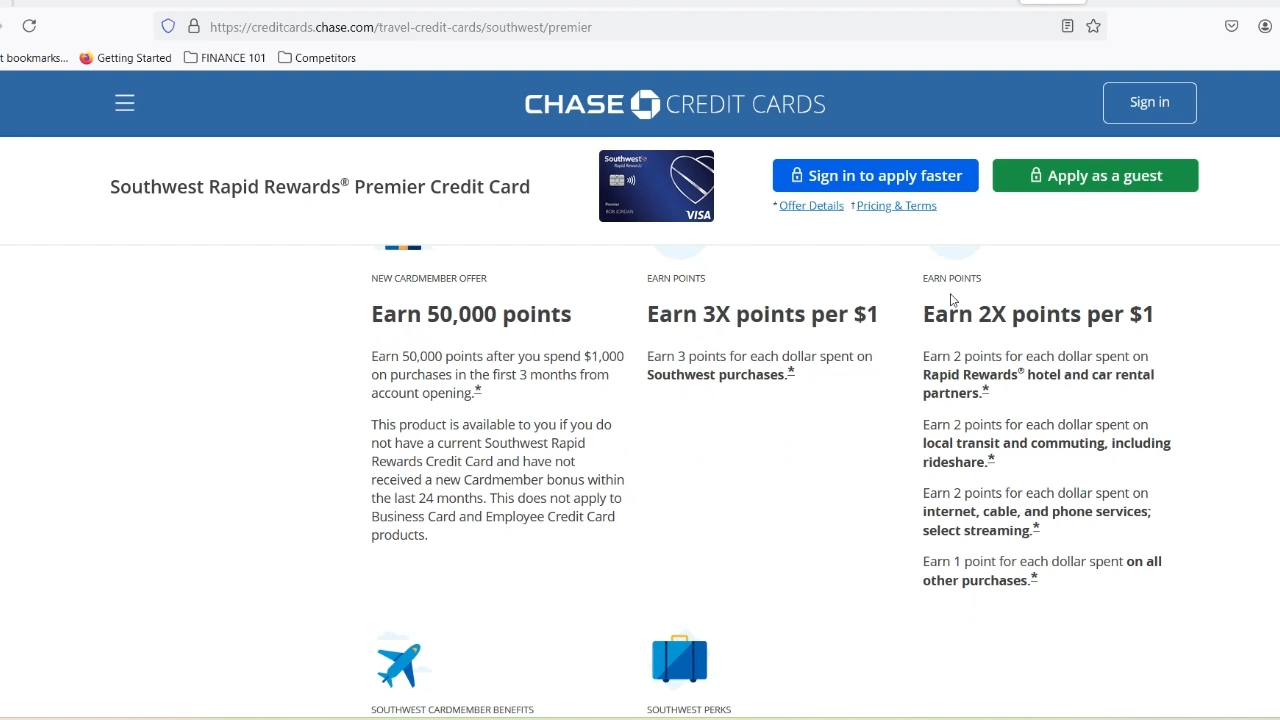 https://creditcards.chase.com/travel-credit-cards/southwest/premier
t bookmarks... Getting Started FINANCE 101 Competitors
CHASE CREDIT CARDS
Sign in
Southwest Rapid Rewards® Premier Credit Card
Southwest
Rapid Rewards
Premier
BOB JORDAN
VISA
Sign in to apply faster
Apply as a guest
*Offer Details †Pricing & Terms
NEW CARDMEMBER OFFER
Earn 50,000 points
Earn 50,000 points after you spend $1,000
on purchases in the first 3 months from
account opening.*
This product is available to you if you do
not have a current Southwest Rapid
Rewards Credit Card and have not
received a new Cardmember bonus within
the last 24 months. This does not apply to
Business Card and Employee Credit Card
products.
EARN POINTS
Earn 3X points per $1
Earn 3 points for each dollar spent on
Southwest purchases.*
EARN POINTS
Earn 2X points per $1
Earn 2 points for each dollar spent on
Rapid Rewards® hotel and car rental
partners.*
Earn 2 points for each dollar spent on
local transit and commuting, including
rideshare.*
Earn 2 points for each dollar spent on
internet, cable, and phone services;
select streaming.*
Earn 1 point for each dollar spent on all
other purchases.*
SOUTHWEST CARDMEMBER BENEFITS
SOUTHWEST PERKS